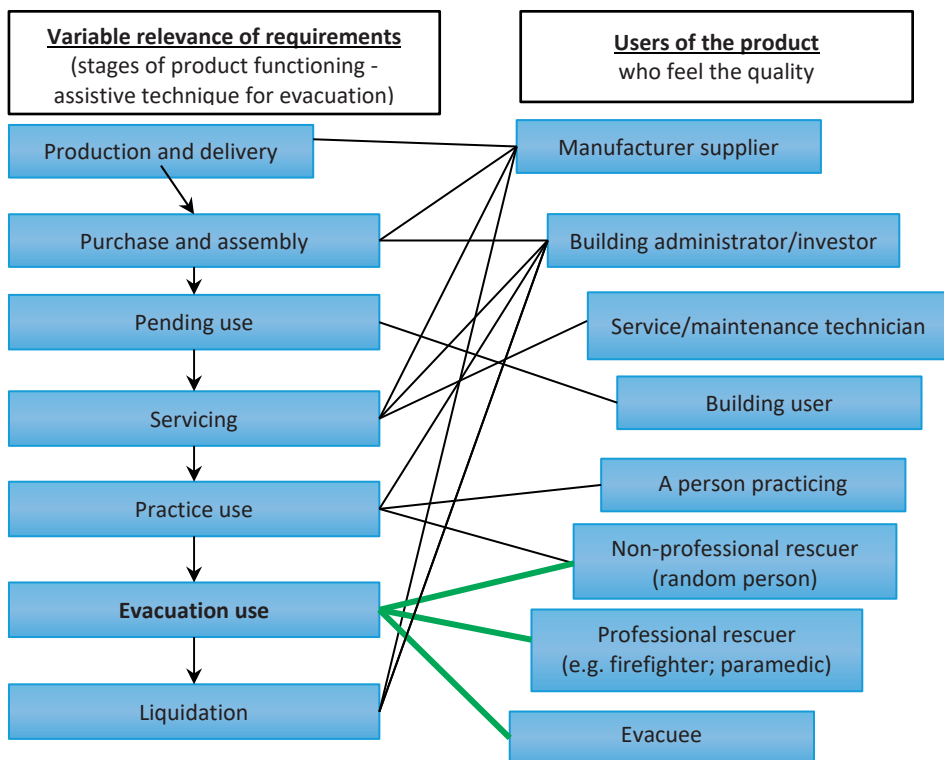 Variable relevance of requirements
(stages of product functioning -
assistive technique for evacuation)
Users of the product
who feel the quality
Production and delivery
Purchase and assembly
Pending use
Servicing
Practice use
Evacuation use
Liquidation
Manufacturer supplier
Building administrator/investor
Service/maintenance technician
Building user
A person practicing
Non-professional rescuer
(random person)
Professional rescuer
(e.g. firefighter; paramedic)
Evacuee